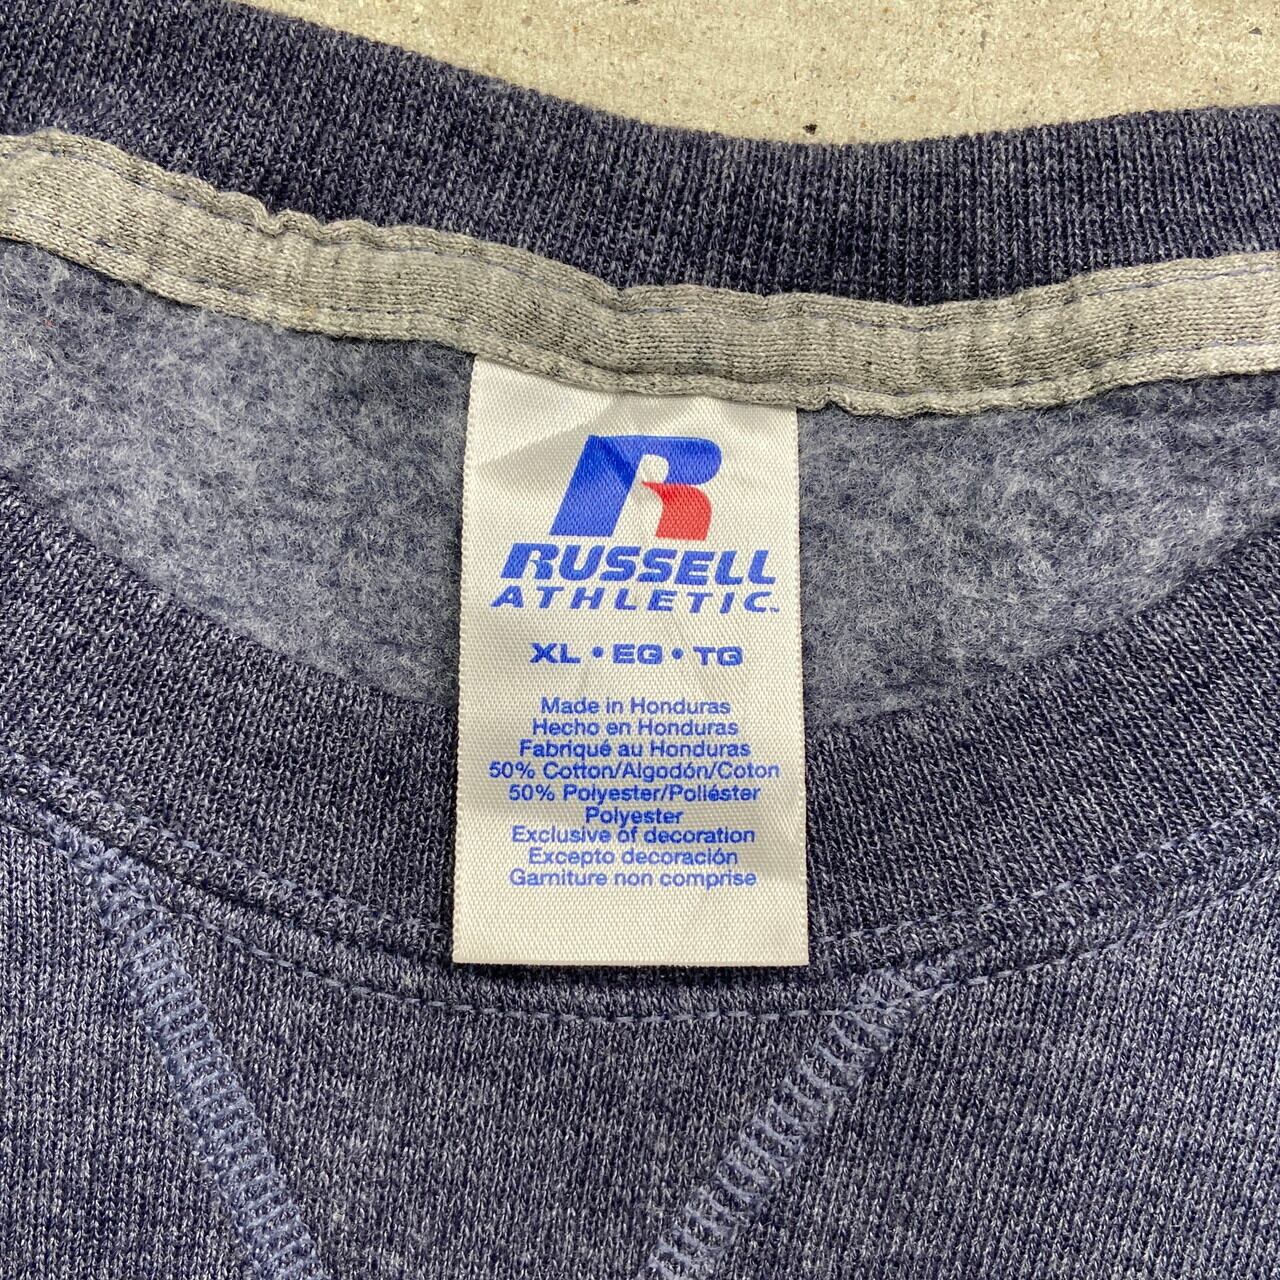 R
RUSSELL
ATHLETIC™
XL • EG • TG
Made in Honduras
Hecho en Honduras
Fabriqué au Honduras
50% Cotton/Algodón/Coton
50% Polyester/Poliéster
Polyester
Exclusive of decoration
Excepto decoración
Garniture non comprise